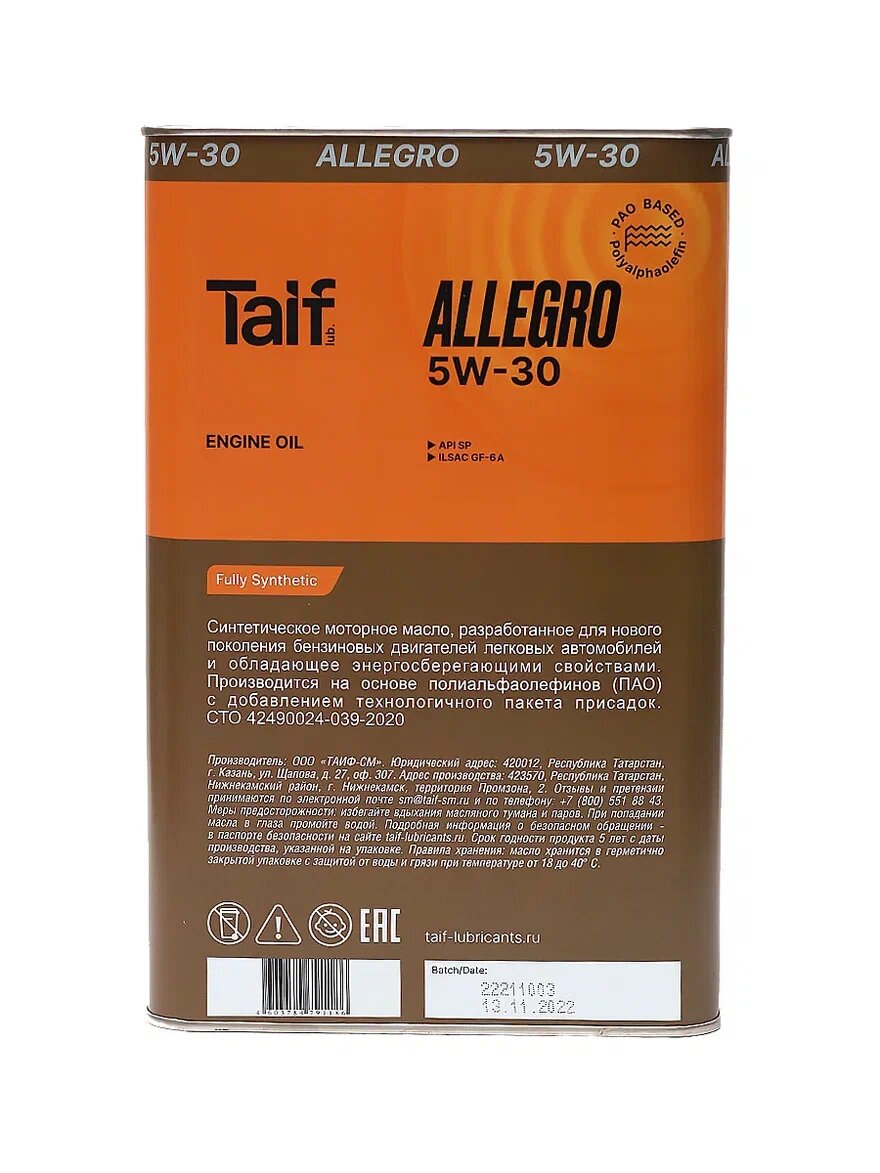 5W-30 ALLEGRO 5W-30 AL
PAO BASED
Polyalphaolefin
Taif
lub.
ALLEGRO
5W-30
ENGINE OIL
▶ API SP
▶ ILSAC GF-6A
Fully Synthetic
Синтетическое моторное масло, разработанное для нового
поколения бензиновых двигателей легковых автомобилей
и обладающее энергосберегающими свойствами.
Производится на основе полиальфаолефинов (ПАО)
с добавлением технологичного пакета присадок.
СТО 42490024-039-2020
Производитель: ООО «ТАИФ-СМ». Юридический адрес: 420012, Республика Татарстан,
г. Казань, ул. Щапова, д. 27, оф. 307. Адрес производства: 423570, Республика Татарстан,
Нижнекамский район, г. Нижнекамск, территория Промзона, 2. Отзывы и претензии
принимаются по электронной почте sm@taif-sm.ru и по телефону: +7 (800) 551 88 43.
Меры предосторожности: избегайте вдыхания масляного тумана и паров. При попадании
масла в глаза промойте водой. Подробная информация о безопасном обращении -
в паспорте безопасности на сайте taif-lubricants.ru. Срок годности продукта 5 лет с даты
производства, указанной на упаковке. Правила хранения: масло хранится в герметично
закрытой упаковке с защитой от воды и грязи при температуре от 18 до 40° С.
EAC
taif-lubricants.ru
Batch/Date:
22211003
13.11.2022
4603784791186